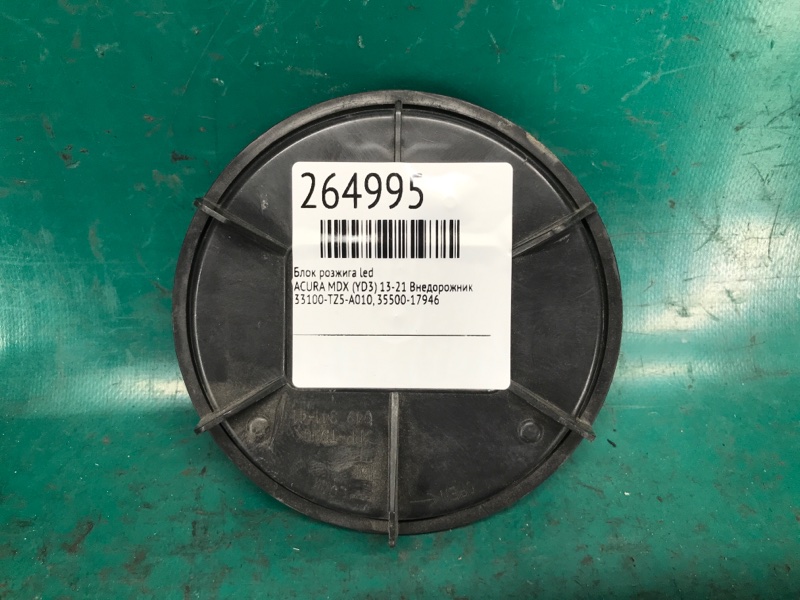 264995
Блок розжига led
ACURA MDX (YD3) 13-21 Внедорожник
33100-TZ5-A010, 35500-17946